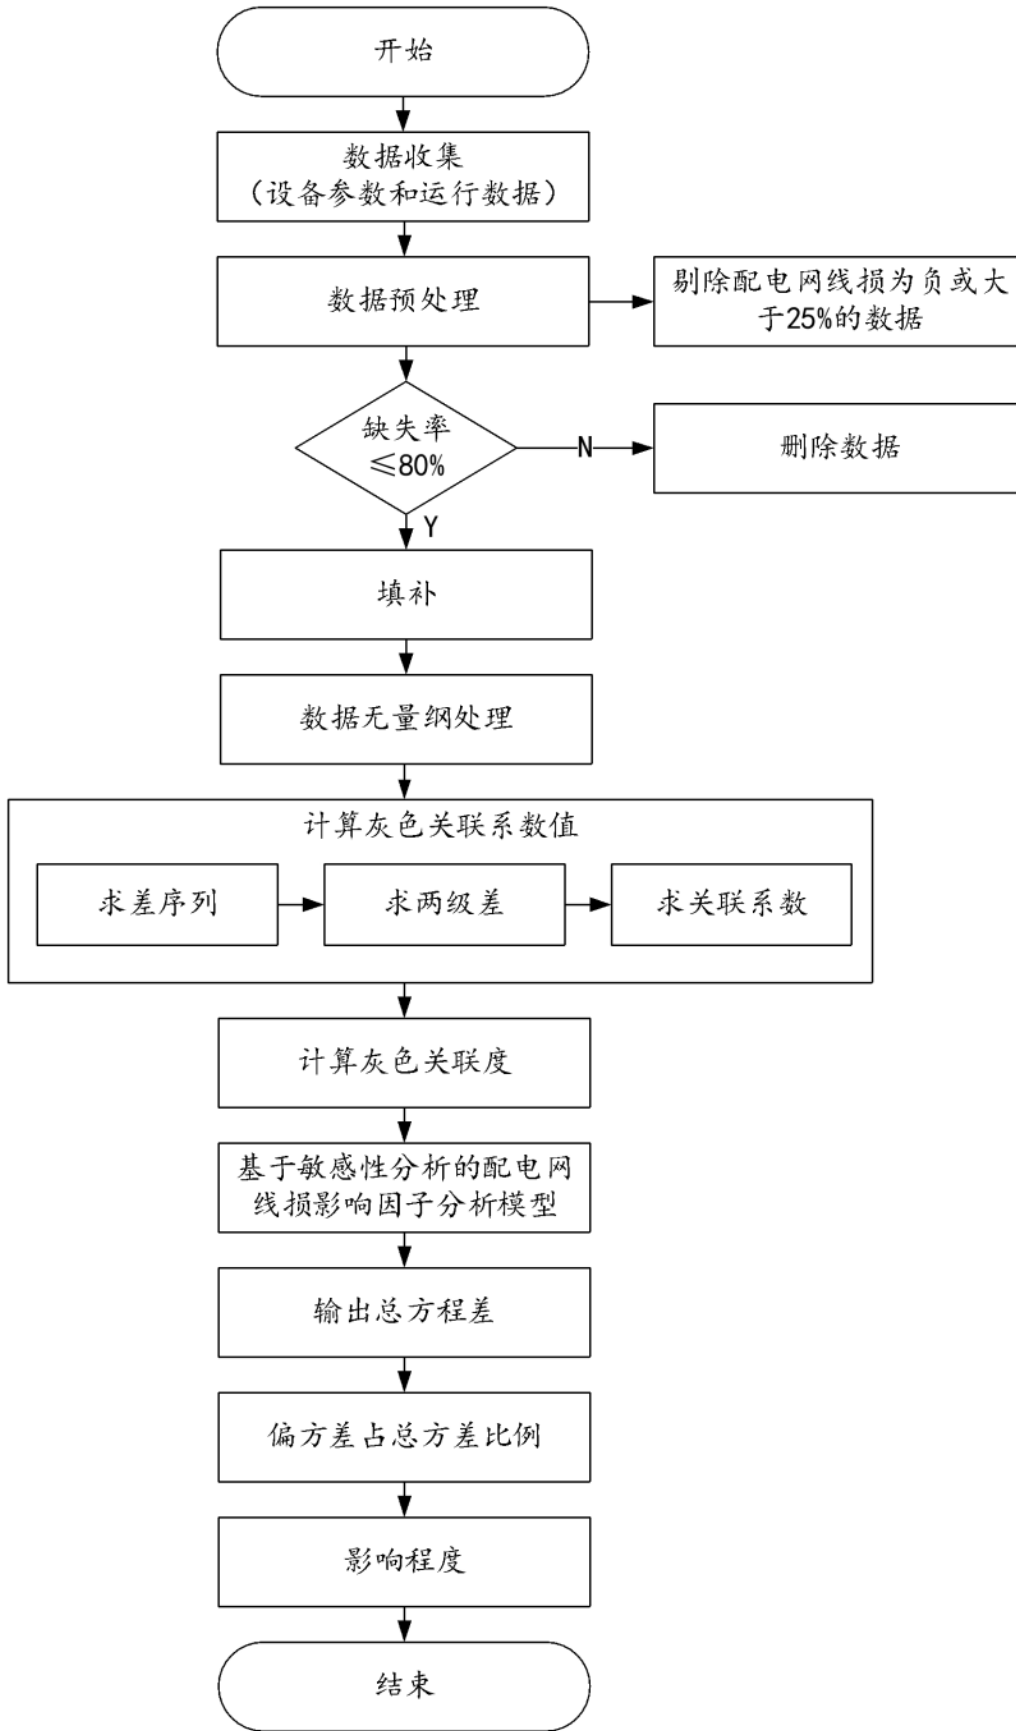 开始
数据收集
（设备参数和运行数据）
数据预处理
剔除配电网线损为负或大
于25%的数据
缺失率
≤80%
N
删除数据
Y
填补
数据无量纲处理
计算灰色关联系数值
求差序列
求两级差
求关联系数
计算灰色关联度
基于敏感性分析的配电网
线损影响因子分析模型
输出总方程差
偏方差占总方差比例
影响程度
结束